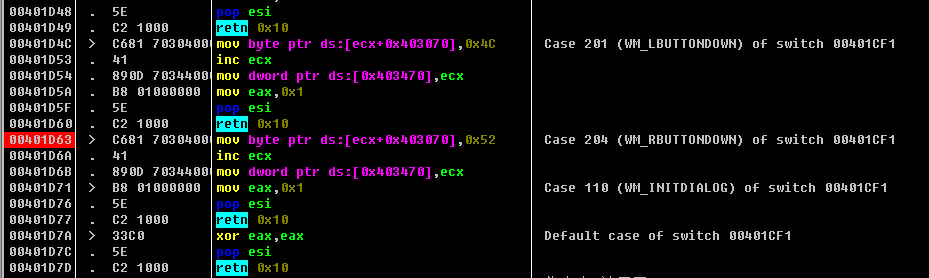 00401D48 . 5E pop esi
00401D49 . C2 1000 retn 0x10
00401D4C > C681 70304000 mov byte ptr ds:[ecx+0x403070],0x4C Case 201 (WM_LBUTTONDOWN) of switch 00401CF1
00401D53 . 41 inc ecx
00401D54 . 890D 70344000 mov dword ptr ds:[0x403470],ecx
00401D5A . B8 01000000 mov eax,0x1
00401D5F . 5E pop esi
00401D60 . C2 1000 retn 0x10
00401D63 > C681 70304000 mov byte ptr ds:[ecx+0x403070],0x52 Case 204 (WM_RBUTTONDOWN) of switch 00401CF1
00401D6A . 41 inc ecx
00401D6B . 890D 70344000 mov dword ptr ds:[0x403470],ecx
00401D71 > B8 01000000 mov eax,0x1 Case 110 (WM_INITDIALOG) of switch 00401CF1
00401D76 . 5E pop esi
00401D77 . C2 1000 retn 0x10
00401D7A > 33C0 xor eax,eax Default case of switch 00401CF1
00401D7C . 5E pop esi
00401D7D . C2 1000 retn 0x10